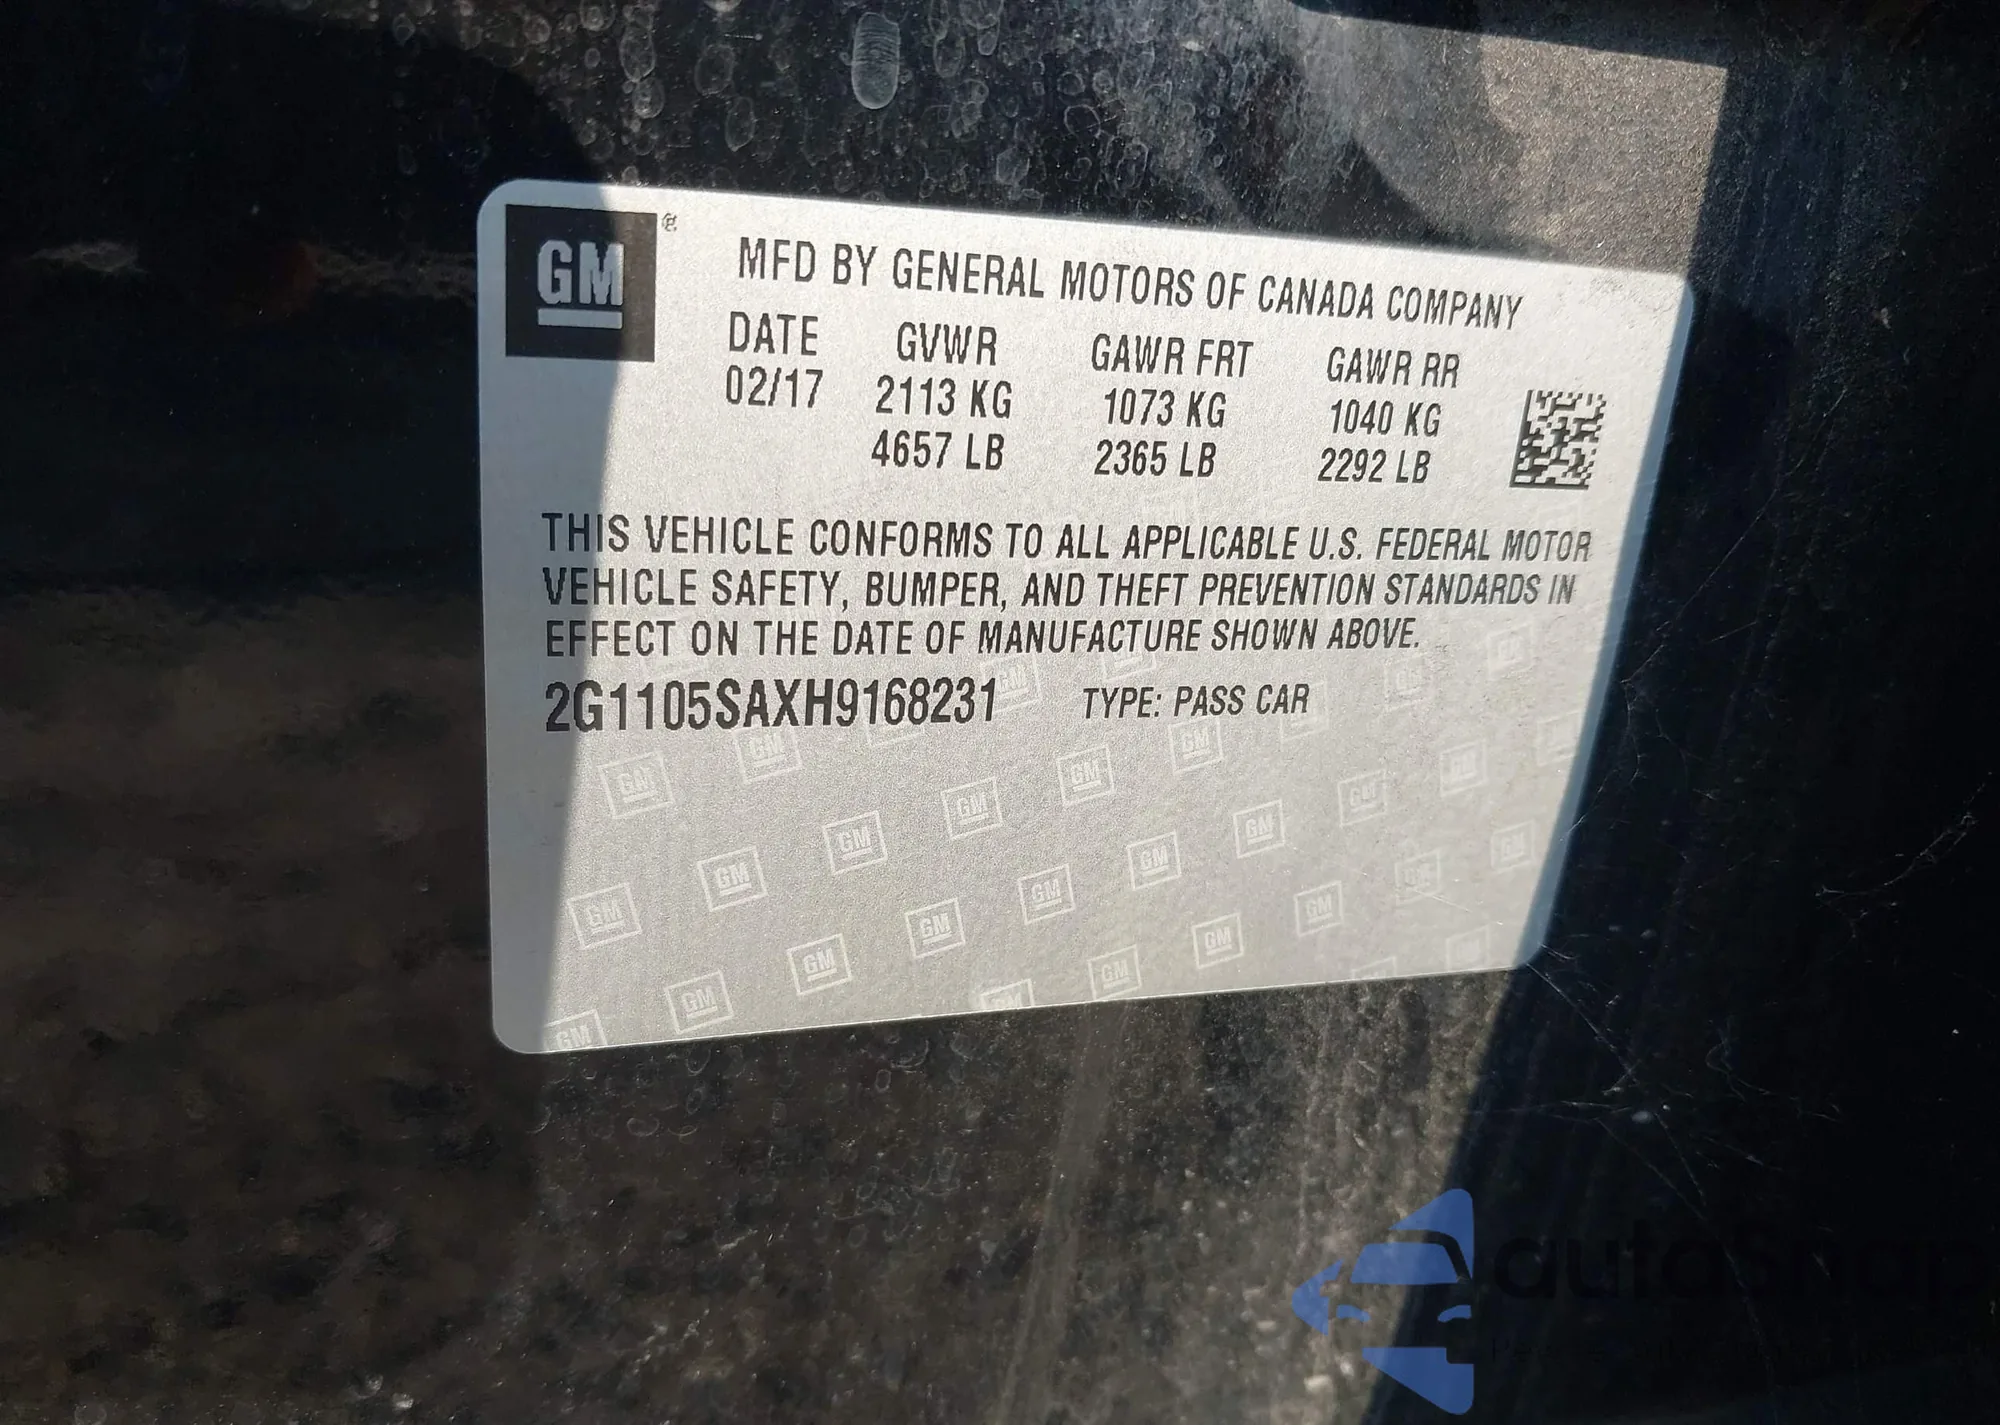 GM ®
MFD BY GENERAL MOTORS OF CANADA COMPANY
DATE GVWR GAWR FRT GAWR RR
02/17 2113 KG 1073 KG 1040 KG
4657 LB 2365 LB 2292 LB
THIS VEHICLE CONFORMS TO ALL APPLICABLE U.S. FEDERAL MOTOR
VEHICLE SAFETY, BUMPER, AND THEFT PREVENTION STANDARDS IN
EFFECT ON THE DATE OF MANUFACTURE SHOWN ABOVE.
2G1105SAXH9168231 TYPE: PASS CAR
autoSnap